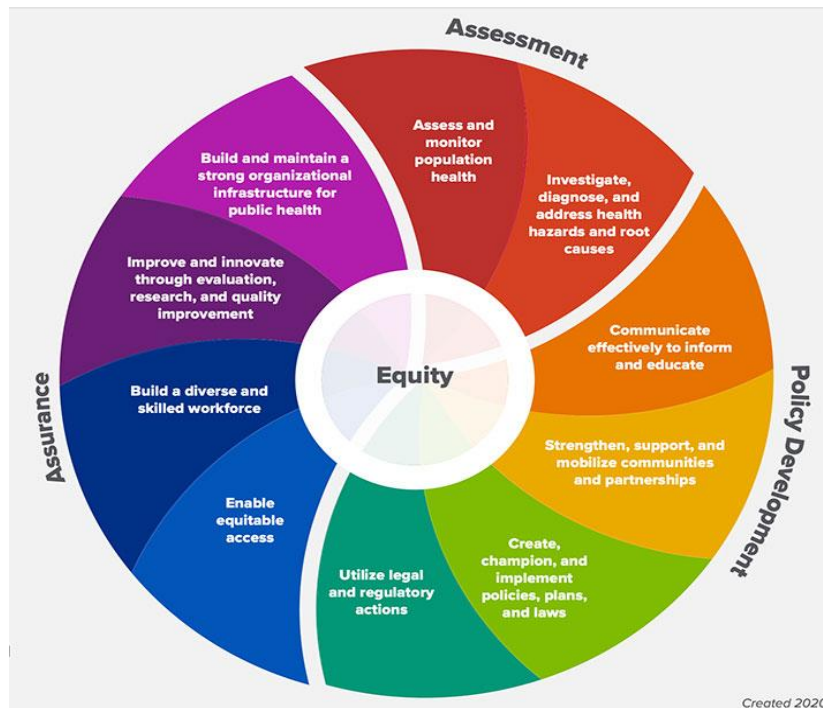 Assessment
Assess and
monitor
population
health
Investigate,
diagnose, and
address health
hazards and root
causes
Policy Development
Communicate
effectively to inform
and educate
Strengthen, support, and
mobilize communities
and partnerships
Create,
champion, and
implement
policies, plans,
and laws
Utilize legal
and regulatory
actions
Assurance
Enable
equitable
access
Build a diverse and
skilled workforce
Improve and innovate
through evaluation,
research, and quality
improvement
Build and maintain a
strong organizational
infrastructure for
public health
Equity
Created 2020